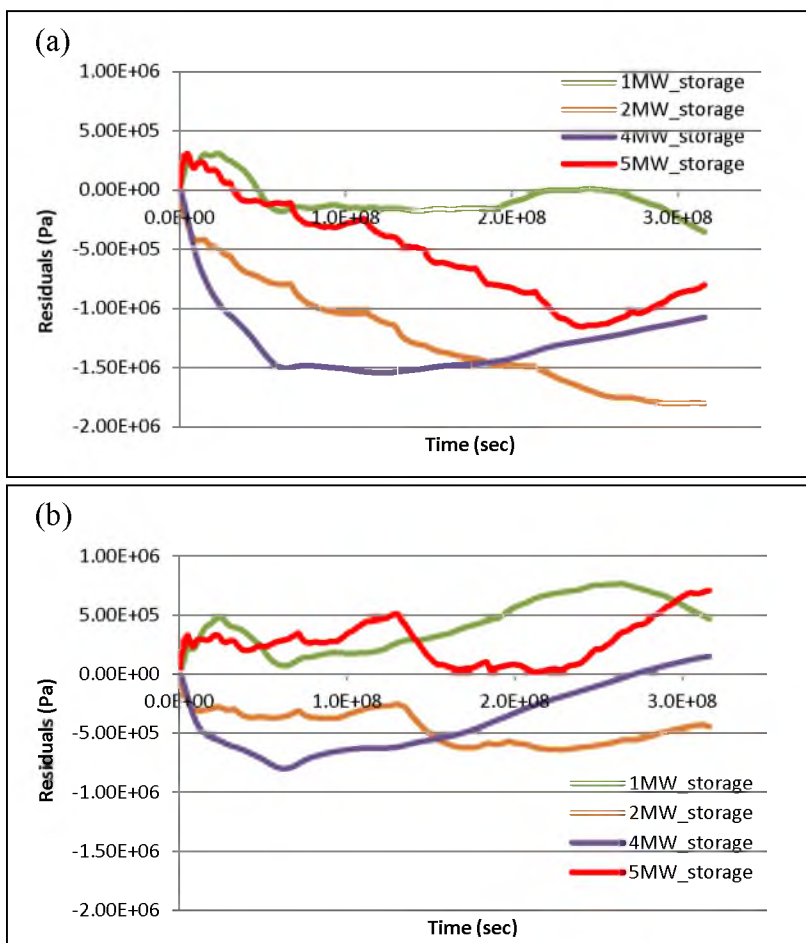 (a)
1.00E+06
5.00E+05
0.00E+00
-5.00E+05
-1.00E+06
-1.50E+06
-2.00E+06
Residuals (Pa)
0.0E+00 1.0E+08 2.0E+08 3.0E+08
Time (sec)
1MW_storage
2MW_storage
4MW_storage
5MW_storage
(b)
1.00E+06
5.00E+05
0.00E+00
-5.00E+05
-1.00E+06
-1.50E+06
-2.00E+06
Residuals (Pa)
0.0E+00 1.0E+08 2.0E+08 3.0E+08
1MW_storage
2MW_storage
4MW_storage
5MW_storage
Time (sec)